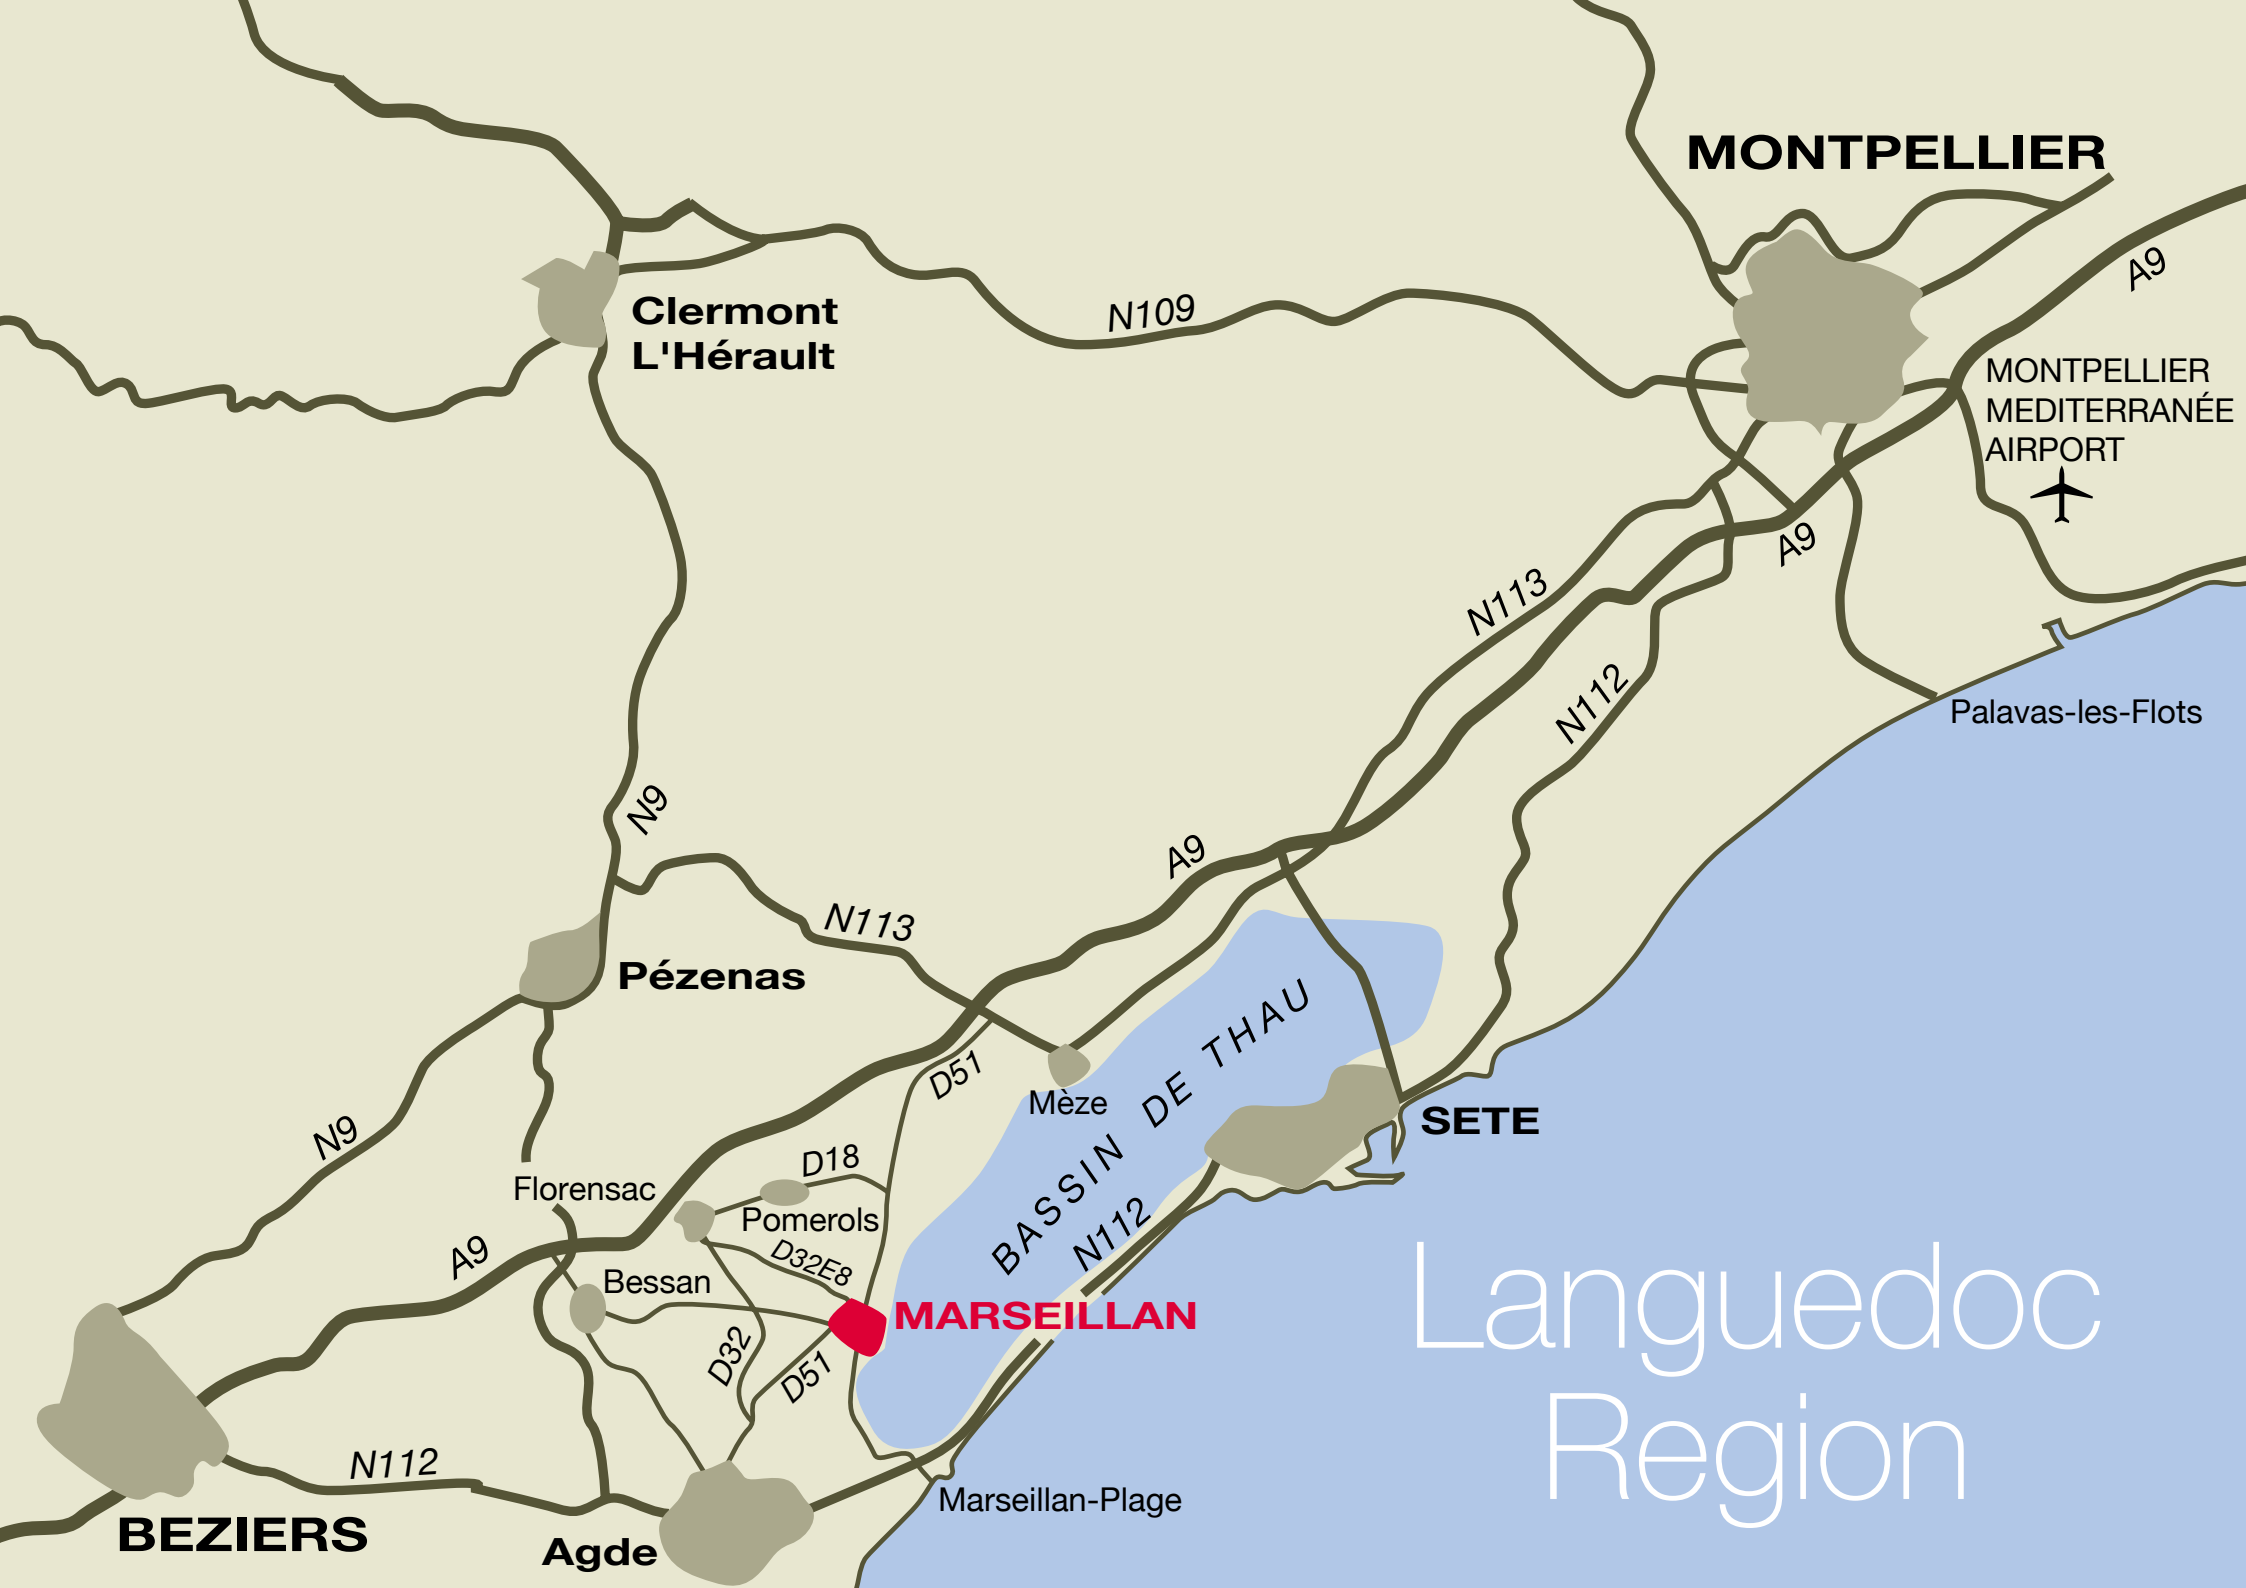 MONTPELLIER
A9
Clermont
L'Hérault
N109
MONTPELLIER
MEDITERRANÉE
AIRPORT
A9
N113
N112
Palavas-les-Flots
N9
A9
N113
Pézenas
BASSIN DE THAU
D51
Mèze
SETE
N9
D18
Florensac
Pomerols
N112
A9
D32E8
Bessan
MARSEILLAN
Languedoc
Region
D32
D51
N112
Marseillan-Plage
BEZIERS
Agde